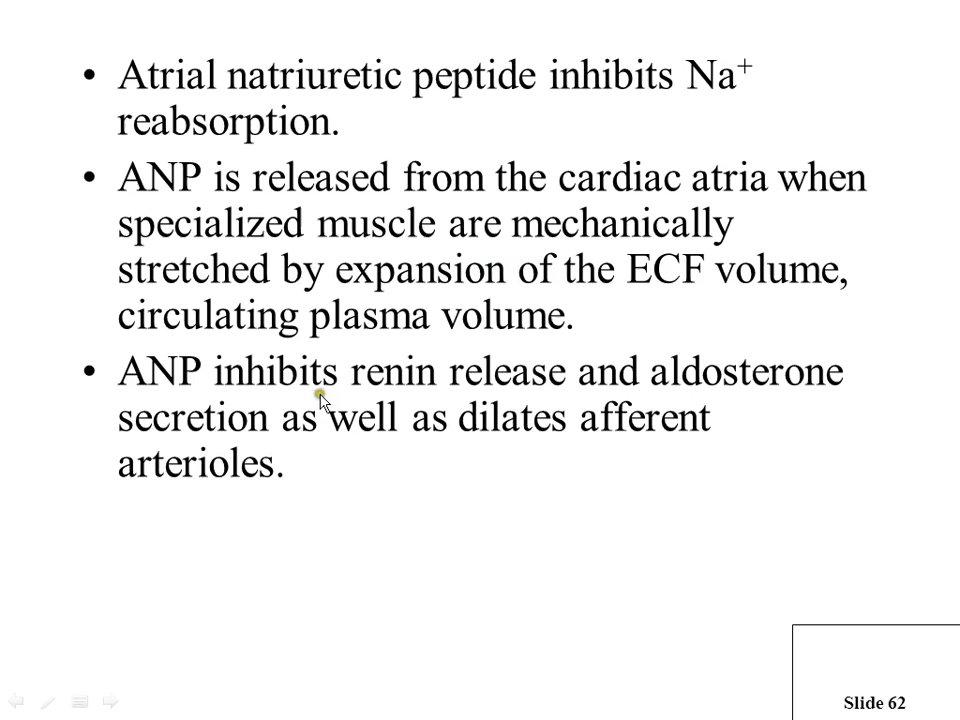 • Atrial natriuretic peptide inhibits Na⁺
reabsorption.
• ANP is released from the cardiac atria when
specialized muscle are mechanically
stretched by expansion of the ECF volume,
circulating plasma volume.
• ANP inhibits renin release and aldosterone
secretion as well as dilates afferent
arterioles.
Slide 62